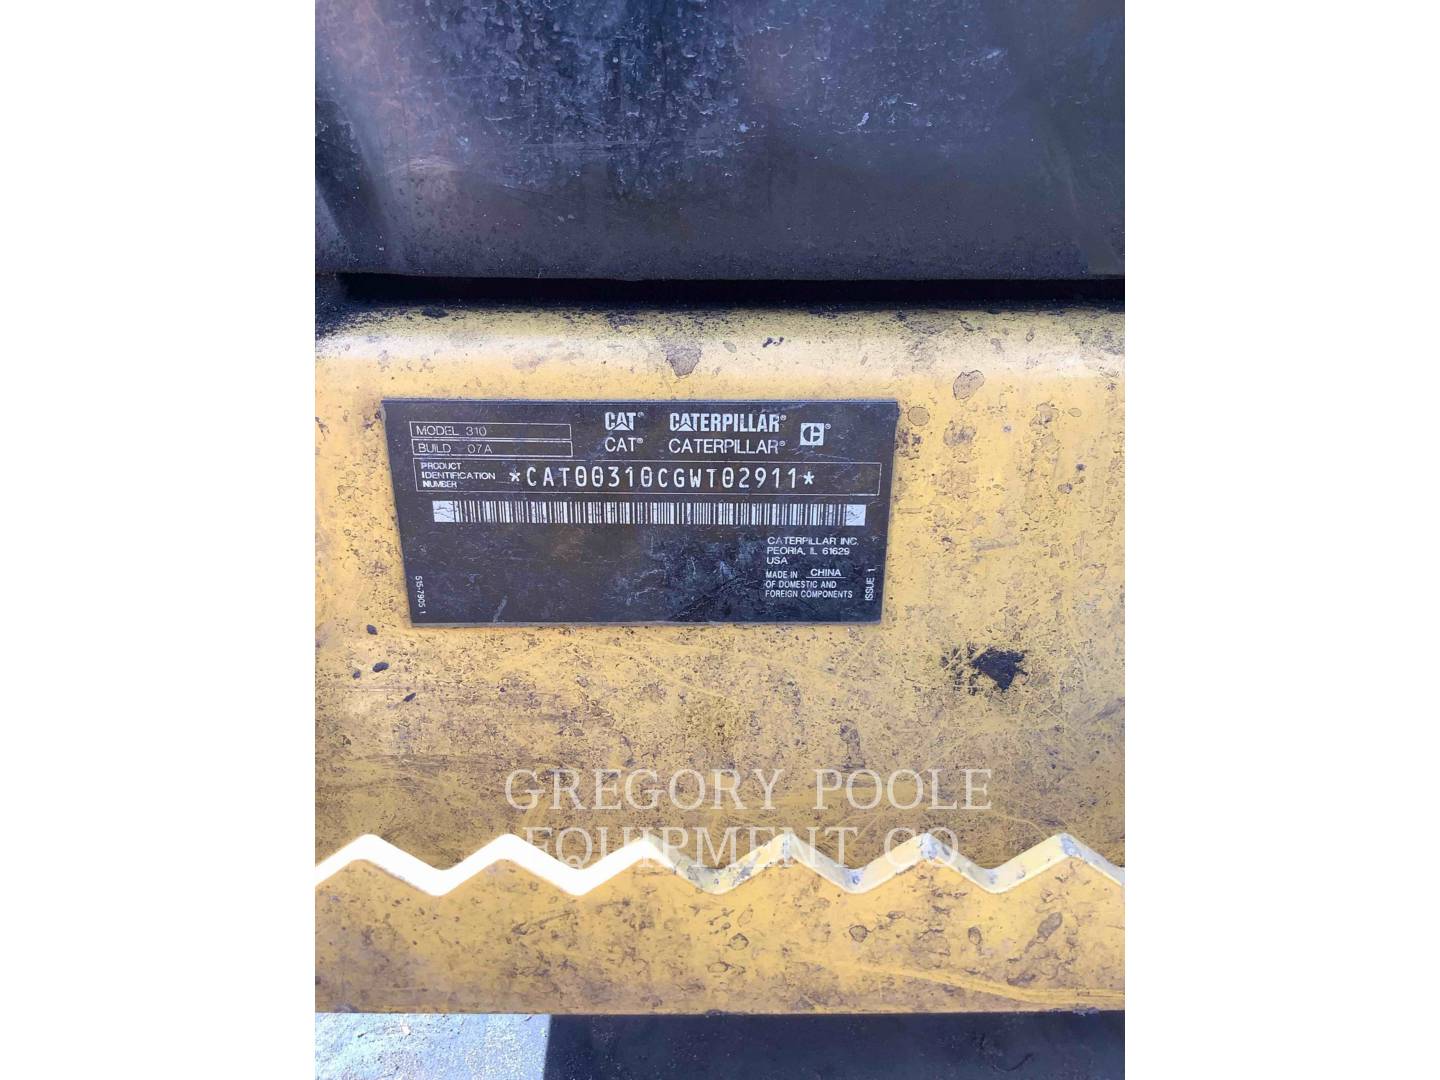 MODEL 310
BUILD 07A
CAT® CATERPILLAR®
CAT® CATERPILLAR® C®
PRODUCT
IDENTIFICATION
NUMBER
*CAT00310CGWT02911*
CATERPILLAR INC.
PEORIA, IL 61629
USA
MADE IN CHINA
OF DOMESTIC AND
FOREIGN COMPONENTS
ISSUE 1
515-7905 1
GREGORY POOLE
EQUIPMENT CO